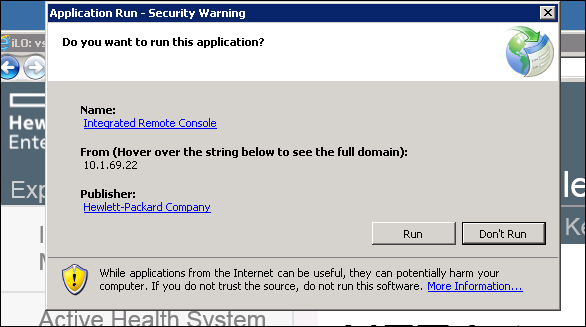 Application Run - Security Warning
Do you want to run this application?
iLO: vs
Hew
Ente
Name:
Integrated Remote Console
From (Hover over the string below to see the full domain):
10.1.69.22
Exp
le
Publisher:
Hewlett-Packard Company
Ke
Run
Don't Run
I
M
While applications from the Internet can be useful, they can potentially harm your
computer. If you do not trust the source, do not run this software. More Information...
Active Health System